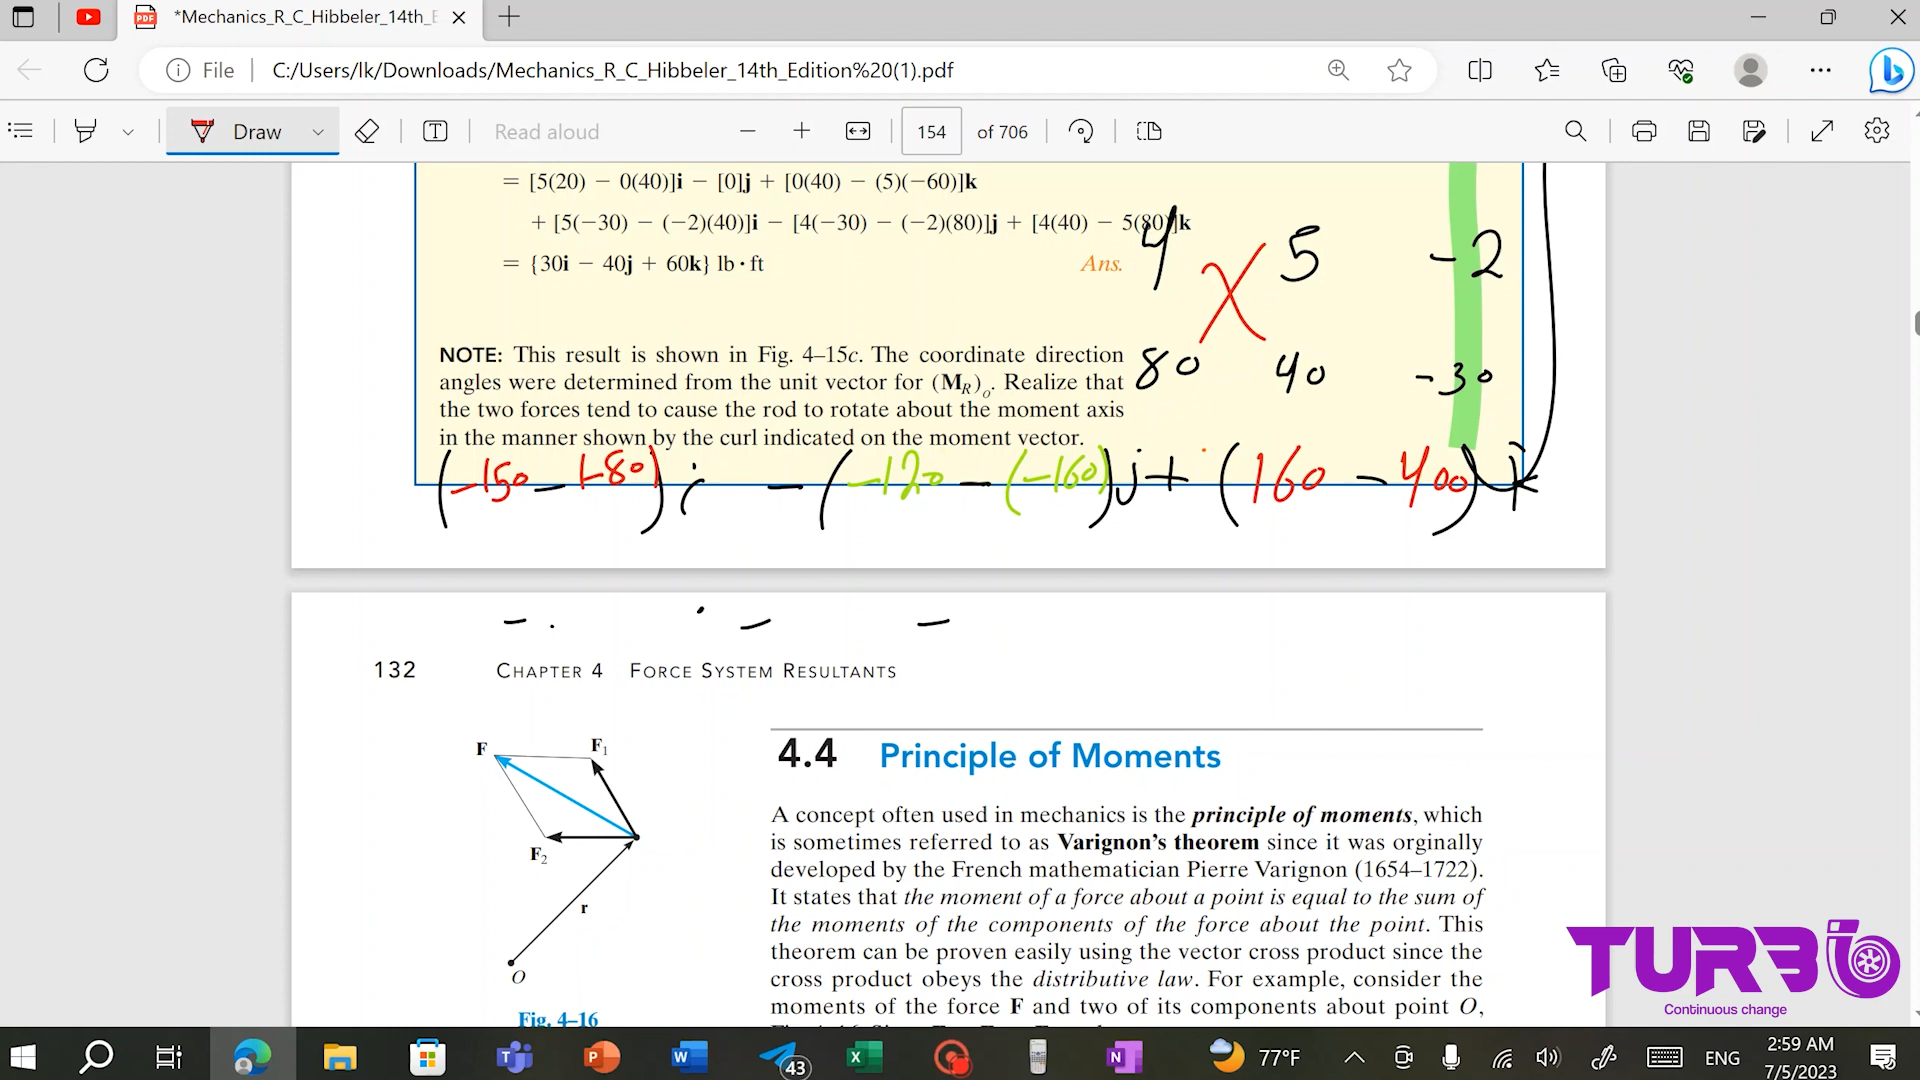 *Mechanics_R_C_Hibbeler_14th_E
File C:/Users/lk/Downloads/Mechanics_R_C_Hibbeler_14th_Edition%20(1).pdf
Draw Read aloud 154 of 706
= [5(20) − 0(40)]i − [0]j + [0(40) − (5)(−60)]k
+ [5(−30) − (−2)(40)]i − [4(−30) − (−2)(80)]j + [4(40) − 5(80)]k
= {30i − 40j + 60k} lb · ft Ans.
4 5 -2
80 40 -30
NOTE: This result is shown in Fig. 4–15c. The coordinate direction
angles were determined from the unit vector for (M_R)_o. Realize that
the two forces tend to cause the rod to rotate about the moment axis
in the manner shown by the curl indicated on the moment vector.
(-150 - (-80)) i - (-120 - (-160)) j + (160 - 400)
132 CHAPTER 4 FORCE SYSTEM RESULTANTS
F F1
F2
r
O
Fig. 4–16
4.4 Principle of Moments
A concept often used in mechanics is the principle of moments, which
is sometimes referred to as Varignon's theorem since it was orginally
developed by the French mathematician Pierre Varignon (1654–1722).
It states that the moment of a force about a point is equal to the sum of
the moments of the components of the force about the point. This
theorem can be proven easily using the vector cross product since the
cross product obeys the distributive law. For example, consider the
moments of the force F and two of its components about point O,
TURBO
Continuous change
43
77°F
ENG
2:59 AM
7/5/2023